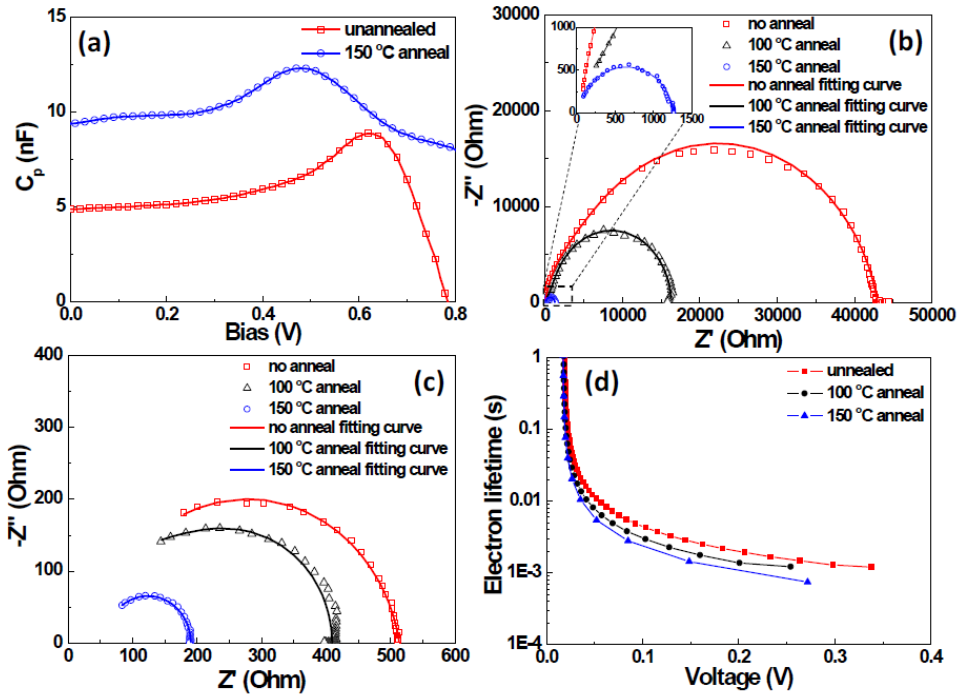 (a)
unannealed
150 °C anneal
15
10
5
0
Cp (nF)
0.0 0.2 0.4 0.6 0.8
Bias (V)
(b)
no anneal
100 °C anneal
150 °C anneal
no anneal fitting curve
100 °C anneal fitting curve
150 °C anneal fitting curve
1000
500
0
0 500 1000 1500
30000
20000
10000
0
-Z'' (Ohm)
0 10000 20000 30000 40000 50000
Z' (Ohm)
(c)
no anneal
100 °C anneal
150 °C anneal
no anneal fitting curve
100 °C anneal fitting curve
150 °C anneal fitting curve
400
300
200
100
0
-Z'' (Ohm)
0 100 200 300 400 500 600
Z' (Ohm)
(d)
unnealed
100 °C anneal
150 °C anneal
1
0.1
0.01
1E-3
1E-4
Electron lifetime (s)
0.0 0.1 0.2 0.3 0.4
Voltage (V)